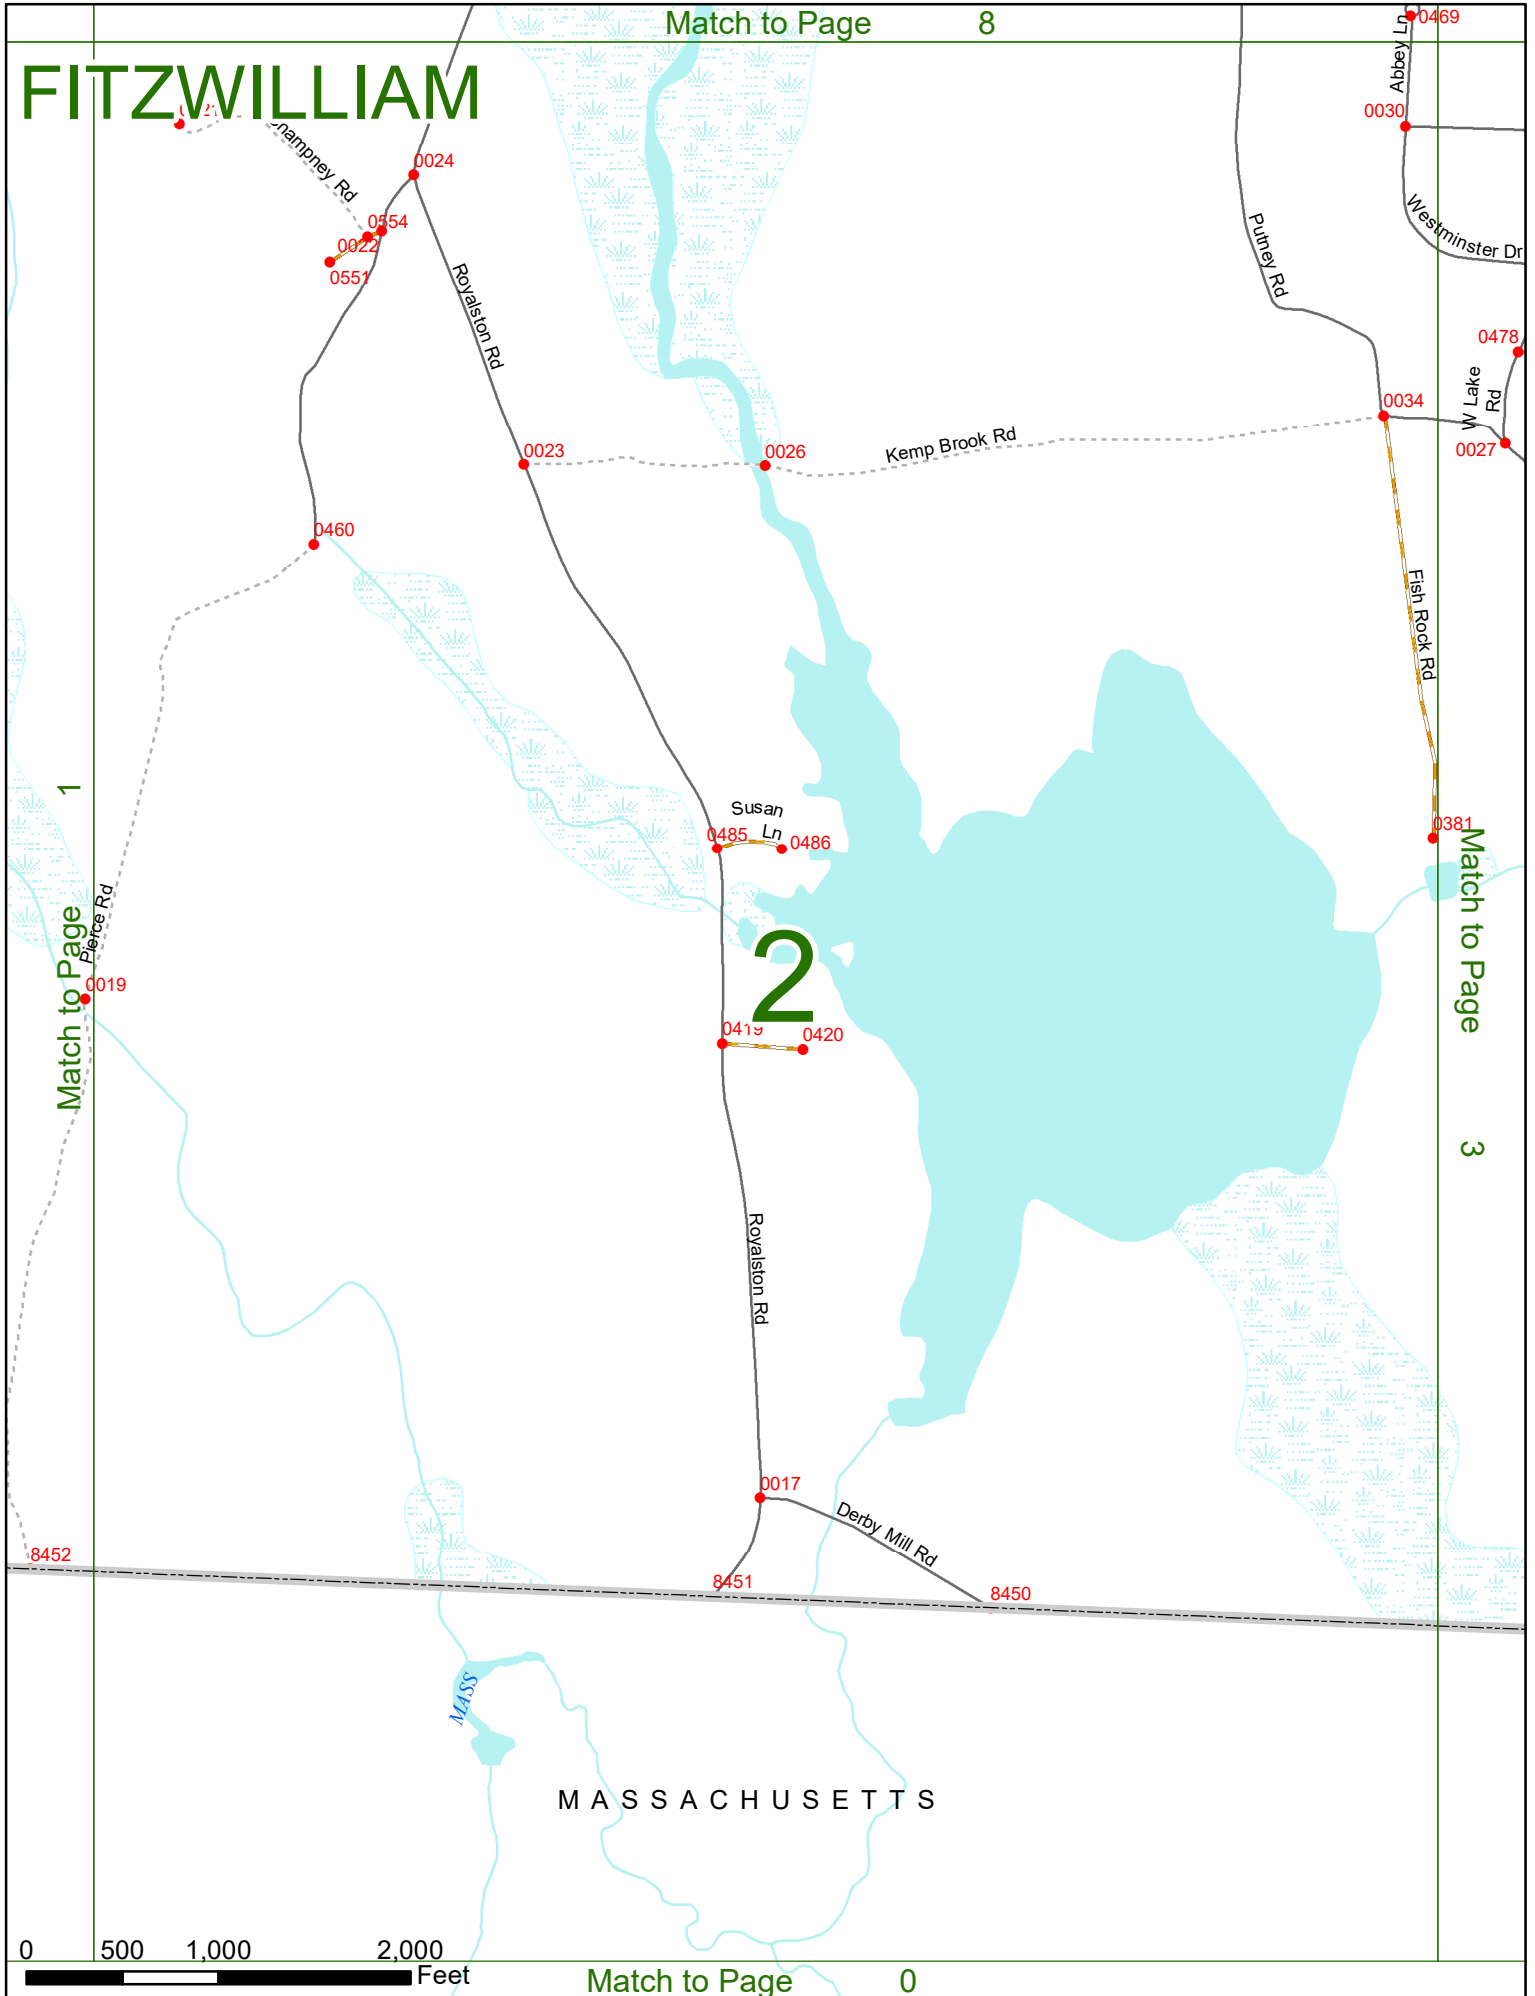 Match to Page 8
FITZWILLIAM
0469
Abbey Ln
0030
0024
Westminster Dr
Putney Rd
0554
0022
0551
Royalston Rd
0478
W Lake
Rd
0034
0027
0023
0026
Kemp Brook Rd
0460
Fish Rock Rd
Susan
Ln
0485
0486
0381
Match to Page 1
Match to Page 3
Pierce Rd
0019
2
0419
0420
Royalston Rd
0017
Derby Mill Rd
8452
8451
8450
MASS
MASSACHUSETTS
0 500 1,000 2,000
Feet
Match to Page 0